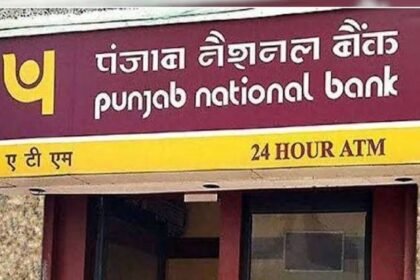 पंजाब नैशनल बैंक
punjab national bank
ए टी एम 24 HOUR ATM